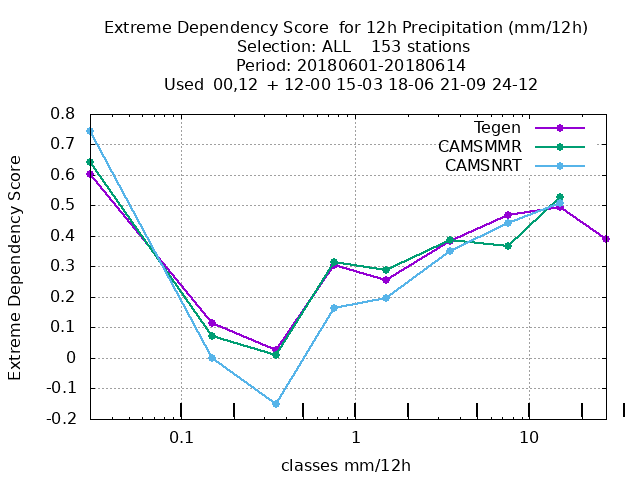 Extreme Dependency Score  for 12h Precipitation (mm/12h)
Selection: ALL    153 stations
Period: 20180601-20180614
Used  00,12  + 12-00 15-03 18-06 21-09 24-12
Tegen
CAMSMMR
CAMSNRT
Extreme Dependency Score
0.8
0.7
0.6
0.5
0.4
0.3
0.2
0.1
0
-0.1
-0.2
0.1
1
10
classes mm/12h